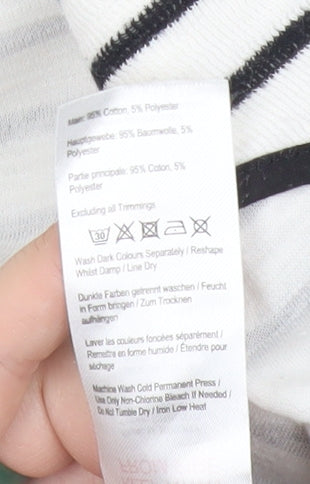 Main: 95% Cotton, 5% Polyester
Hauptgewebe: 95% Baumwolle, 5%
Polyester
Partie principale: 95% Coton, 5%
Polyester
Excluding all Trimmings
30
Wash Dark Colours Separately / Reshape
Whilst Damp / Line Dry
Dunkle Farben getrennt waschen / Feucht
in Form bringen / Zum Trocknen
aufhängen
Laver les couleurs foncées séparément /
Remettre en forme humide / Étendre pour
séchage
Machine Wash Cold Permanent Press /
Use Only Non-Chlorine Bleach If Needed /
Do Not Tumble Dry / Iron Low Heat